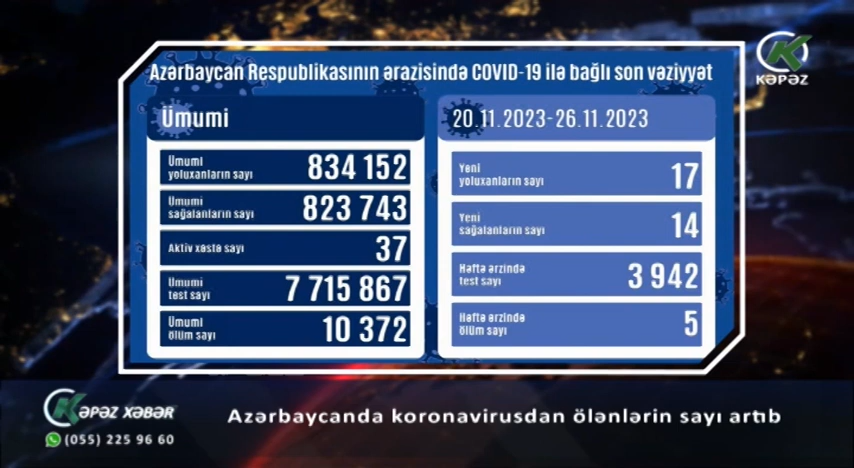 KƏPƏZ
Azərbaycan Respublikasının ərazisində COVID-19 ilə bağlı son vəziyyət
Ümumi
Ümumi
yoluxanların sayı
834 152
Ümumi
sağalanların sayı
823 743
Aktiv xəstə sayı
37
Ümumi
test sayı
7 715 867
Ümumi
ölüm sayı
10 372
20.11.2023-26.11.2023
Yeni
yoluxanların sayı
17
Yeni
sağalanların sayı
14
Həftə ərzində
test sayı
3 942
Həftə ərzində
ölüm sayı
5
KƏPƏZ XƏBƏR
(055) 225 96 60
Azərbaycanda koronavirusdan ölənlərin sayı artıb